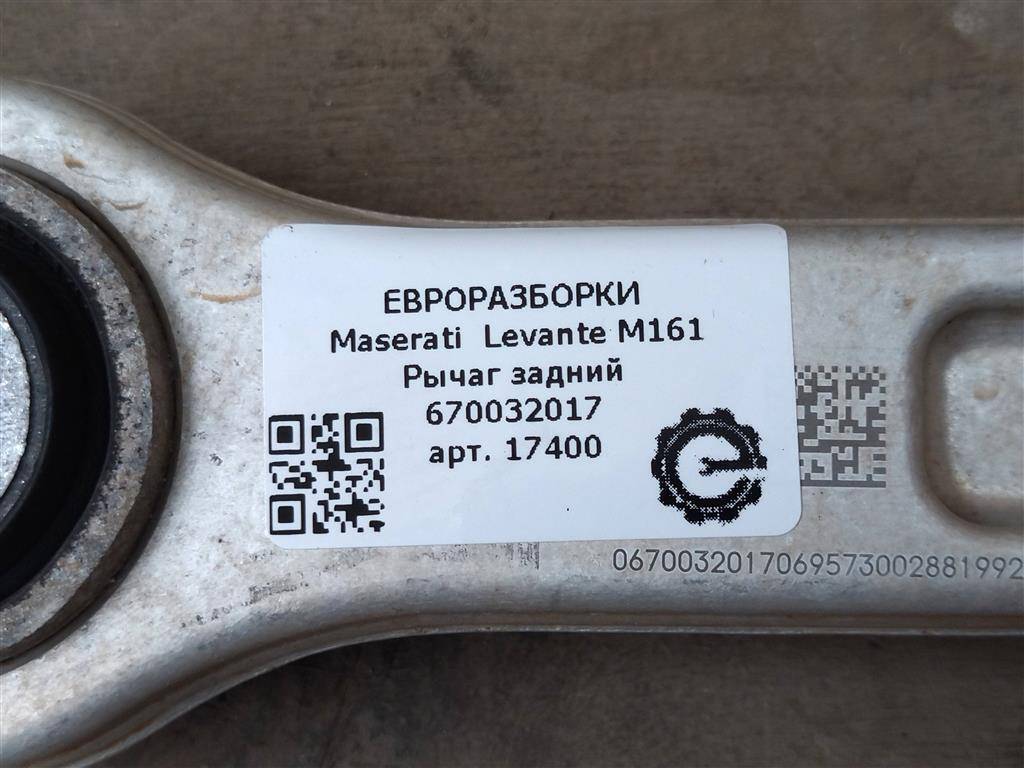 ЕВРОРАЗБОРКИ
Maserati Levante M161
Рычаг задний
670032017
арт. 17400
0670032017069573002881992